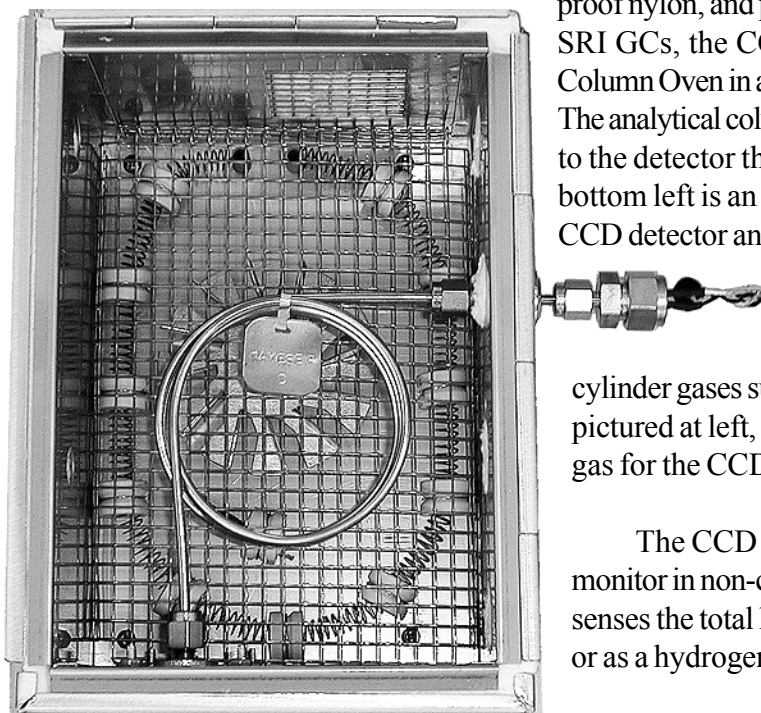 proof nylon, and p
SRI GCs, the CC
Column Oven in a
The analytical col
to the detector th
bottom left is an
CCD detector an
cylinder gases su
pictured at left,
gas for the CCD
The CCD
monitor in non-c
senses the total
or as a hydrogen
HAYESEP
D